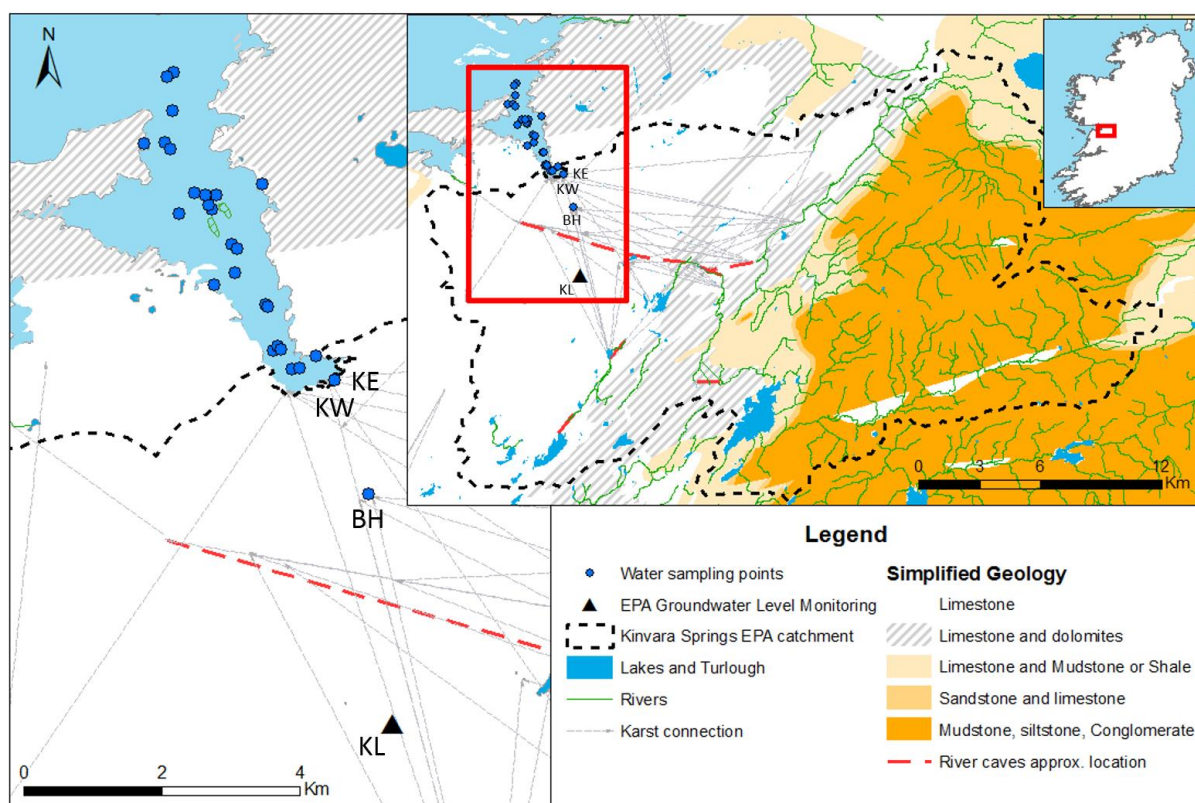 N
KE
KW
BH
KL
0 2 4
Km
KE
KW
BH
KL
0 3 6 12
Km
Legend
Water sampling points
EPA Groundwater Level Monitoring
Kinvara Springs EPA catchment
Lakes and Turlough
Rivers
Karst connection
Simplified Geology
Limestone
Limestone and dolomites
Limestone and Mudstone or Shale
Sandstone and limestone
Mudstone, siltstone, Conglomerate
River caves approx. location